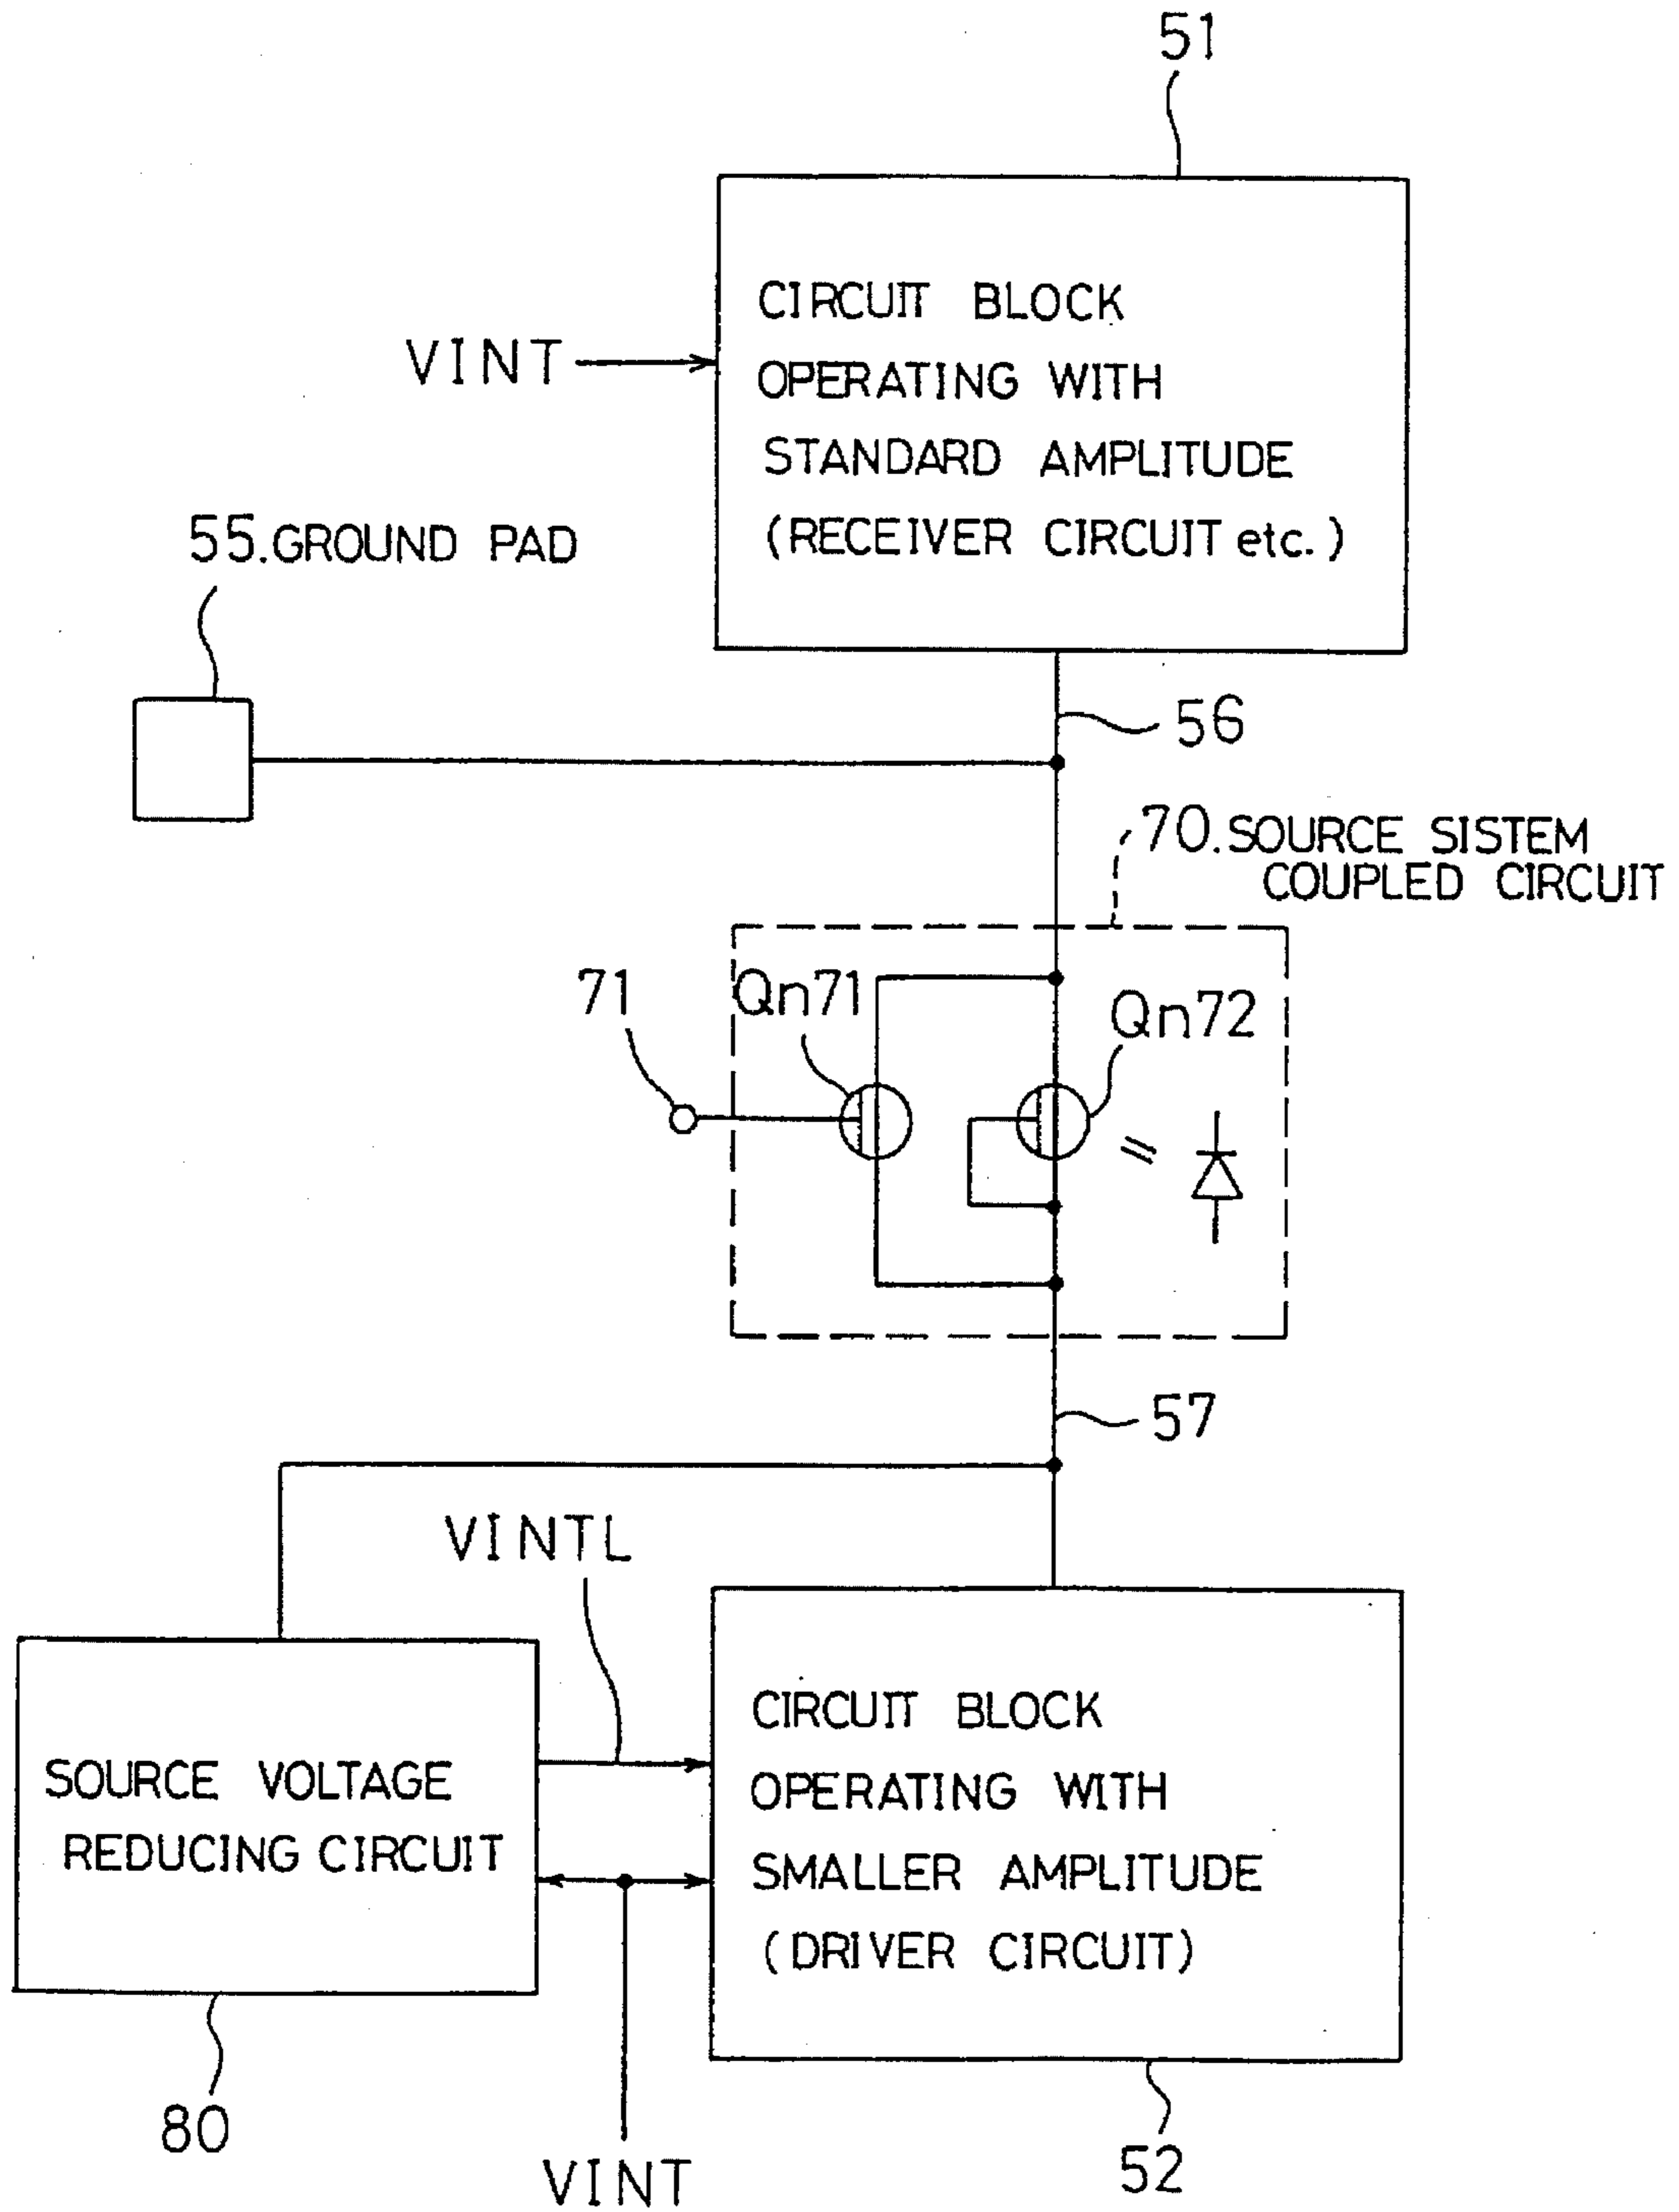 51
CIRCUIT BLOCK
OPERATING WITH
STANDARD AMPLITUDE
(RECEIVER CIRCUIT etc.)
VINT
55.GROUND PAD
56
70.SOURCE SISTEM
COUPLED CIRCUIT
71
Qn71
Qn72
57
VINTL
SOURCE VOLTAGE
REDUCING CIRCUIT
CIRCUIT BLOCK
OPERATING WITH
SMALLER AMPLITUDE
(DRIVER CIRCUIT)
80
VINT
52